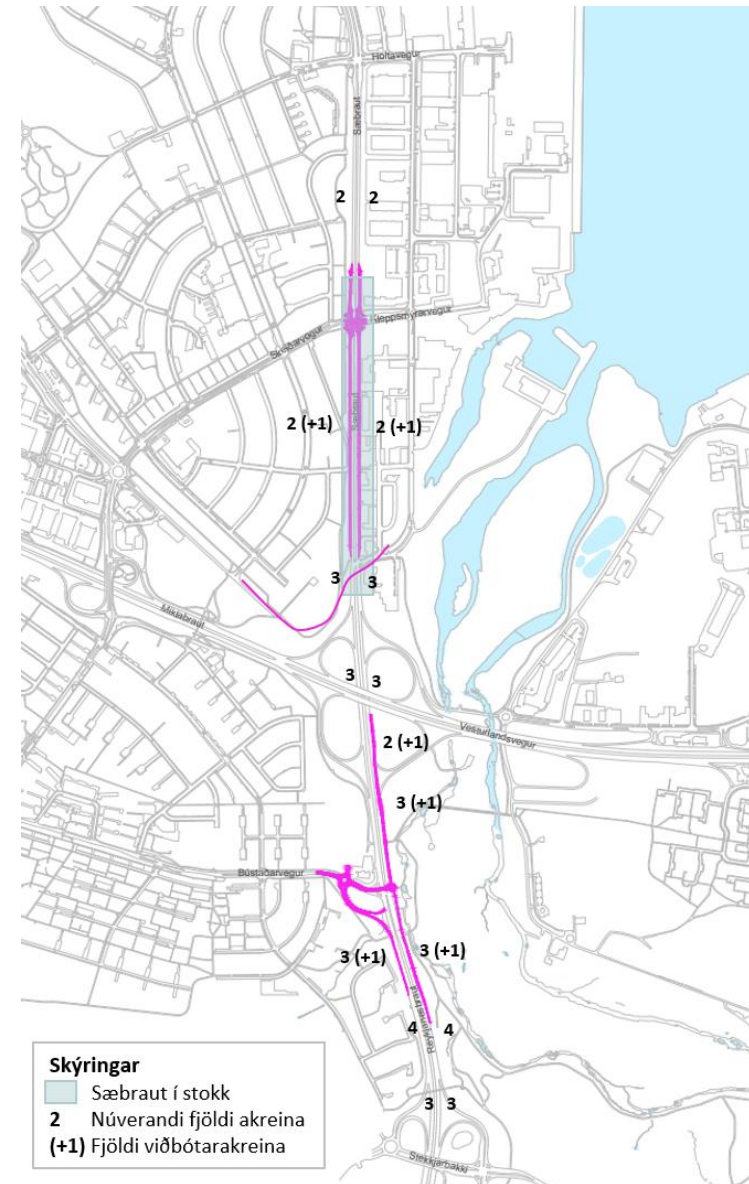 Holtavegur
Sæbraut
2 2
Kleppsmýrarvegur
Skeiðarvogur
Sæbraut
2 (+1) 2 (+1)
3 3
Miklabraut
3 3
Vesturlandsvegur
2 (+1)
3 (+1)
Bústaðarvegur
3 (+1) 3 (+1)
Reykjanesbraut
4 4
3 3
Stekkjarbakki
Skýringar
Sæbraut í stokk
2 Núverandi fjöldi akreina
(+1) Fjöldi viðbótarakreina